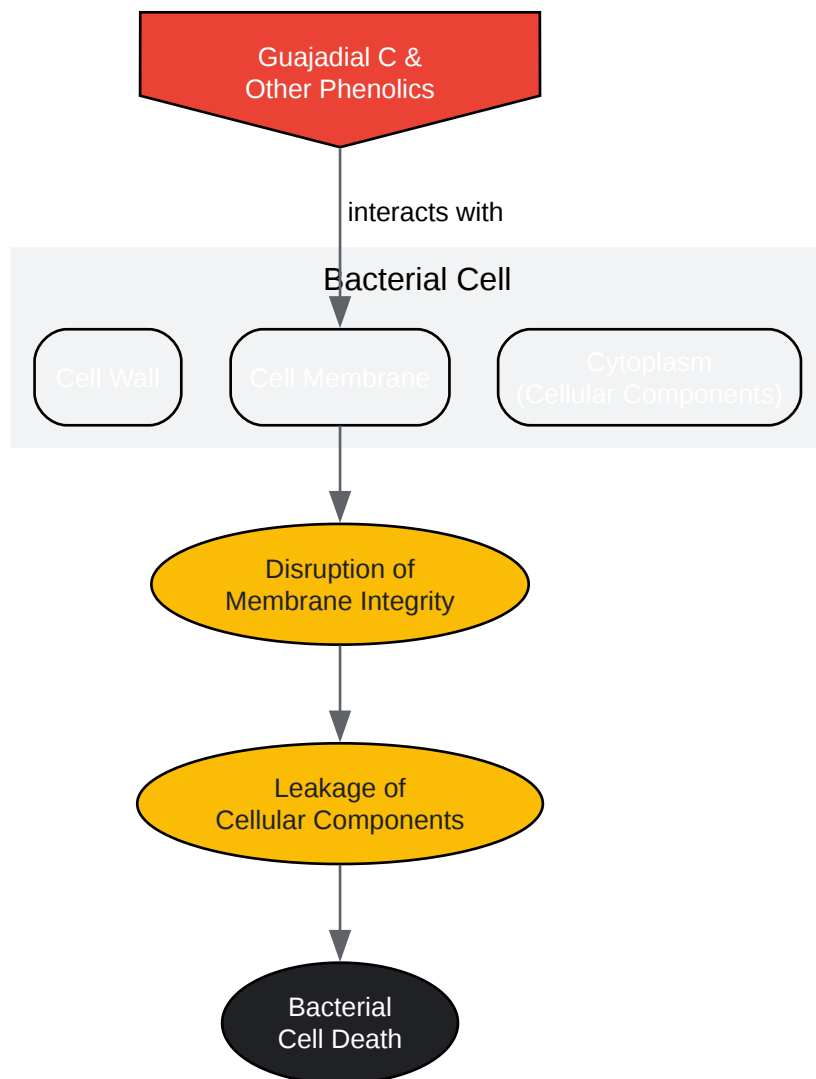 Guajadial C &
Other Phenolics
interacts with
Bacterial Cell
Cell Wall
Cell Membrane
Cytoplasm
(Cellular Components)
Disruption of
Membrane Integrity
Leakage of
Cellular Components
Bacterial
Cell Death